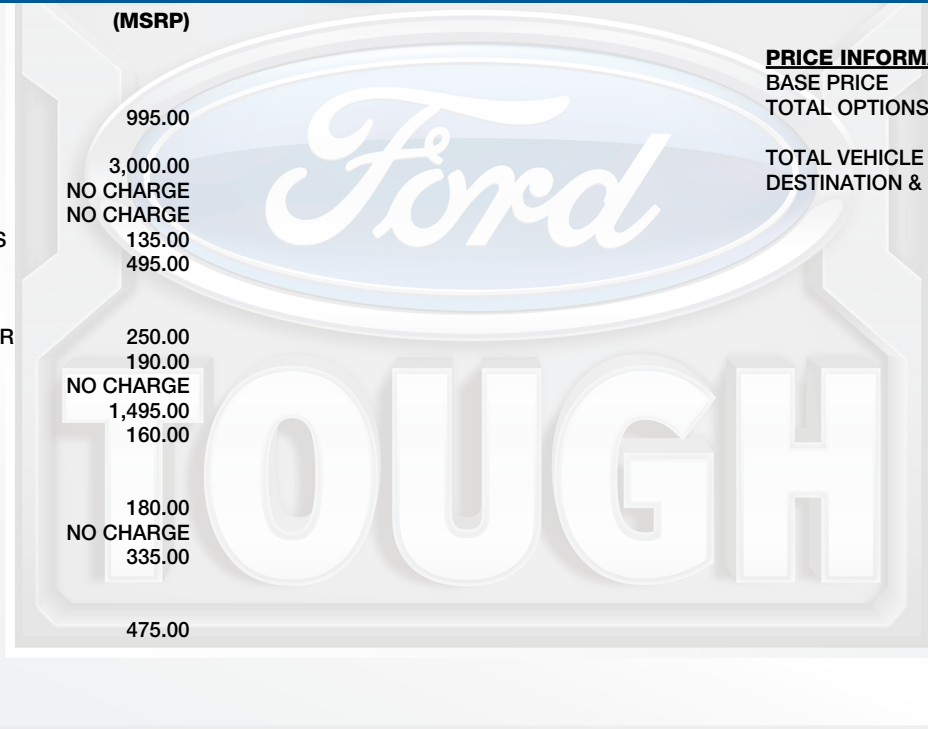 (MSRP)
995.00
3,000.00
NO CHARGE
NO CHARGE
S 135.00
495.00
R 250.00
190.00
NO CHARGE
1,495.00
160.00
180.00
NO CHARGE
335.00
475.00
PRICE INFORMA
BASE PRICE
TOTAL OPTIONS
TOTAL VEHICLE
DESTINATION &
Ford
TOUGH